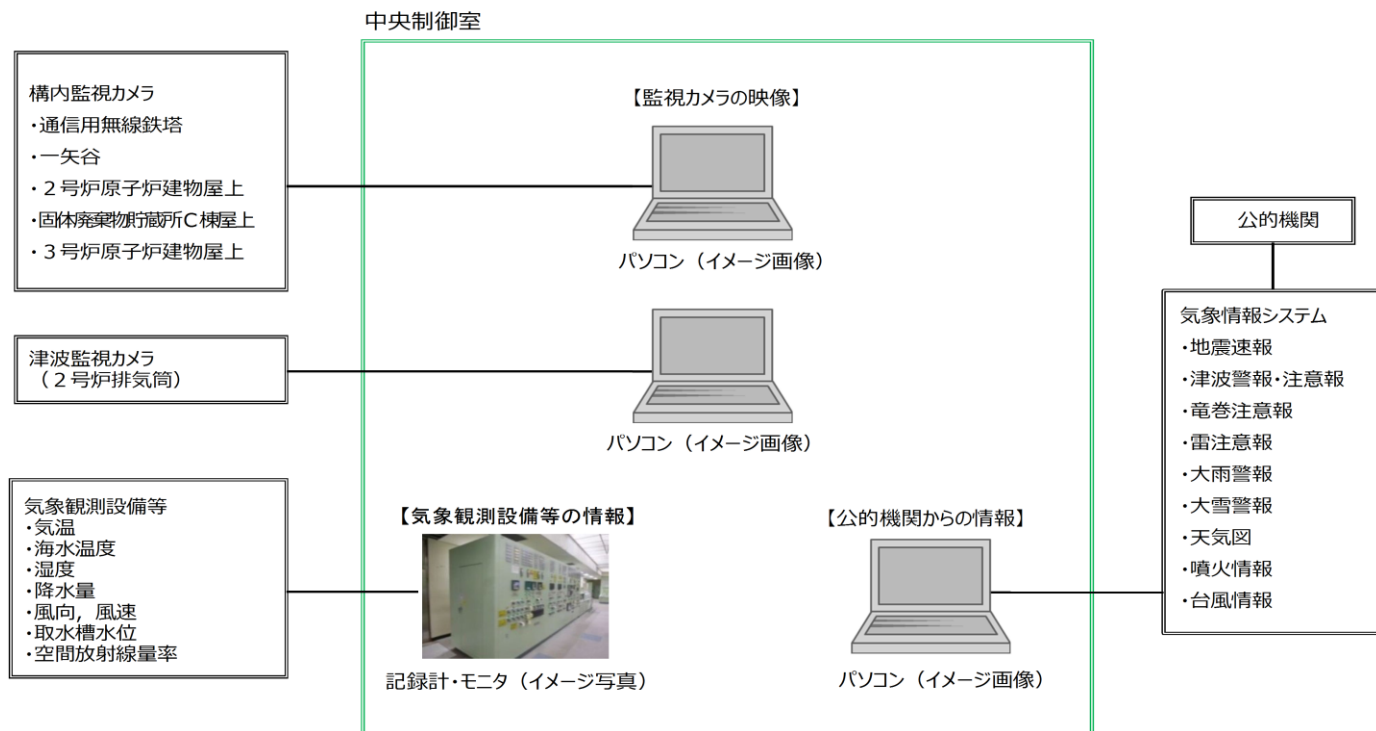 中央制御室
構内監視カメラ
・通信用無線鉄塔
・一矢谷
・２号炉原子炉建物屋上
・固体廃棄物貯蔵所Ｃ棟屋上
・３号炉原子炉建物屋上
【監視カメラの映像】
パソコン（イメージ画像）
津波監視カメラ
（２号炉排気筒）
パソコン（イメージ画像）
気象観測設備等
・気温
・海水温度
・湿度
・降水量
・風向，風速
・取水槽水位
・空間放射線量率
【気象観測設備等の情報】
記録計・モニタ（イメージ写真）
【公的機関からの情報】
パソコン（イメージ画像）
公的機関
気象情報システム
・地震速報
・津波警報・注意報
・竜巻注意報
・雷注意報
・大雨警報
・大雪警報
・天気図
・噴火情報
・台風情報